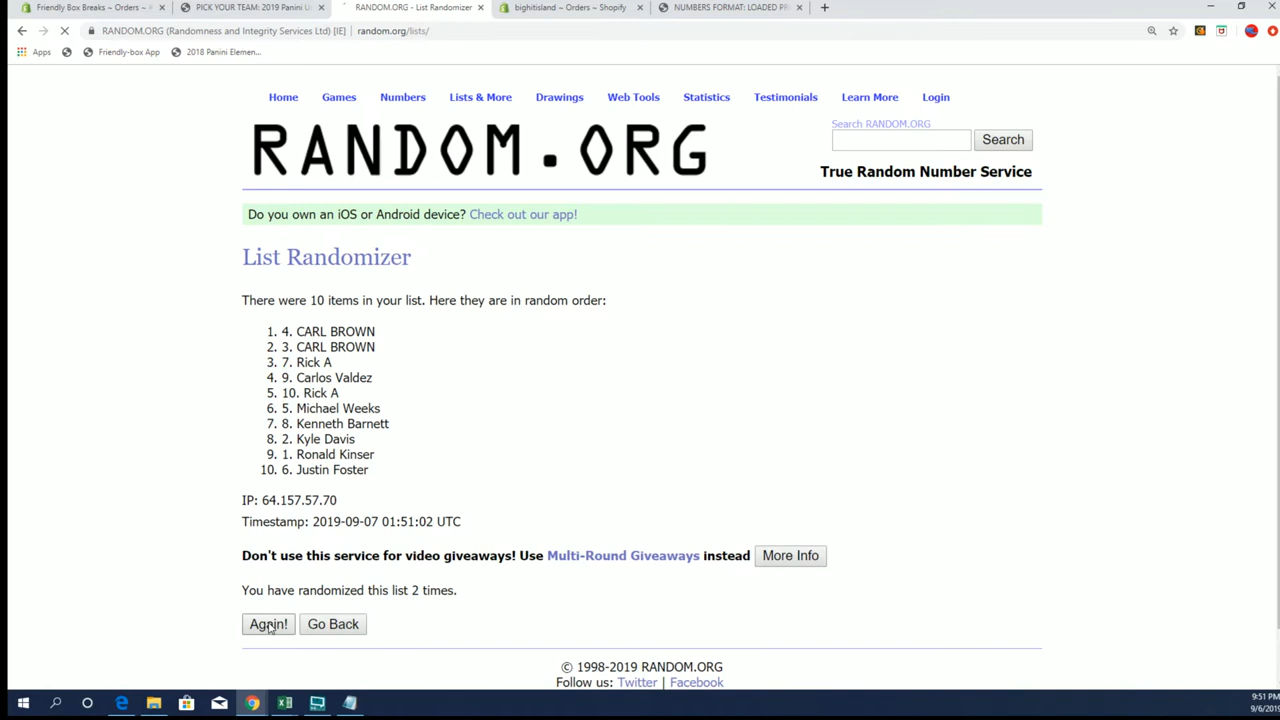 Friendly Box Breaks ~ Orders ~
PICK YOUR TEAM: 2019 Panini
RANDOM.ORG - List Randomizer
bighitisland ~ Orders ~ Shopify
NUMBERS FORMAT: LOADED
RANDOM.ORG (Randomness and Integrity Services Ltd) [IE] | random.org/lists/
Apps
Friendly-box App
2018 Panini Elemen...
Home
Games
Numbers
Lists & More
Drawings
Web Tools
Statistics
Testimonials
Learn More
Login
RANDOM.ORG
Search RANDOM.ORG
Search
True Random Number Service
Do you own an iOS or Android device? Check out our app!
List Randomizer
There were 10 items in your list. Here they are in random order:
1. 4. CARL BROWN
2. 3. CARL BROWN
3. 7. Rick A
4. 9. Carlos Valdez
5. 10. Rick A
6. 5. Michael Weeks
7. 8. Kenneth Barnett
8. 2. Kyle Davis
9. 1. Ronald Kinser
10. 6. Justin Foster
IP: 64.157.57.70
Timestamp: 2019-09-07 01:51:02 UTC
Don't use this service for video giveaways! Use Multi-Round Giveaways instead
More Info
You have randomized this list 2 times.
Again!
Go Back
© 1998-2019 RANDOM.ORG
Follow us: Twitter | Facebook
9:51 PM
9/6/2019